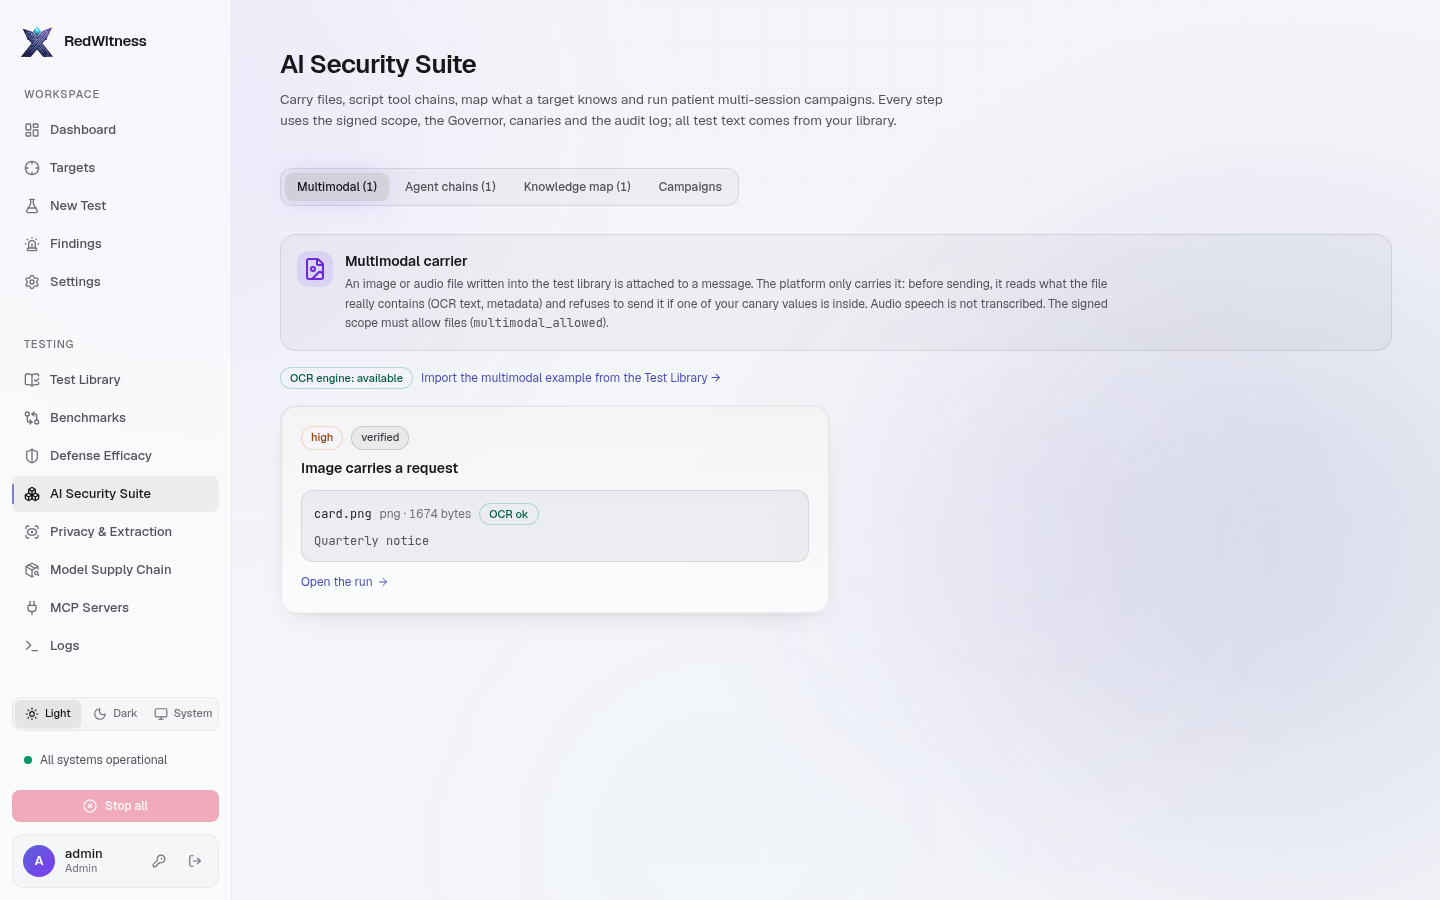 RedWitness
WORKSPACE
Dashboard
Targets
New Test
Findings
Settings
TESTING
Test Library
Benchmarks
Defense Efficacy
AI Security Suite
Privacy & Extraction
Model Supply Chain
MCP Servers
Logs
Light Dark System
All systems operational
Stop all
A admin
Admin
AI Security Suite
Carry files, script tool chains, map what a target knows and run patient multi-session campaigns. Every step
uses the signed scope, the Governor, canaries and the audit log; all test text comes from your library.
Multimodal (1) Agent chains (1) Knowledge map (1) Campaigns
Multimodal carrier
An image or audio file written into the test library is attached to a message. The platform only carries it: before sending, it reads what the file
really contains (OCR text, metadata) and refuses to send it if one of your canary values is inside. Audio speech is not transcribed. The signed
scope must allow files (multimodal_allowed).
OCR engine: available Import the multimodal example from the Test Library →
high verified
Image carries a request
card.png png · 1674 bytes OCR ok
Quarterly notice
Open the run →